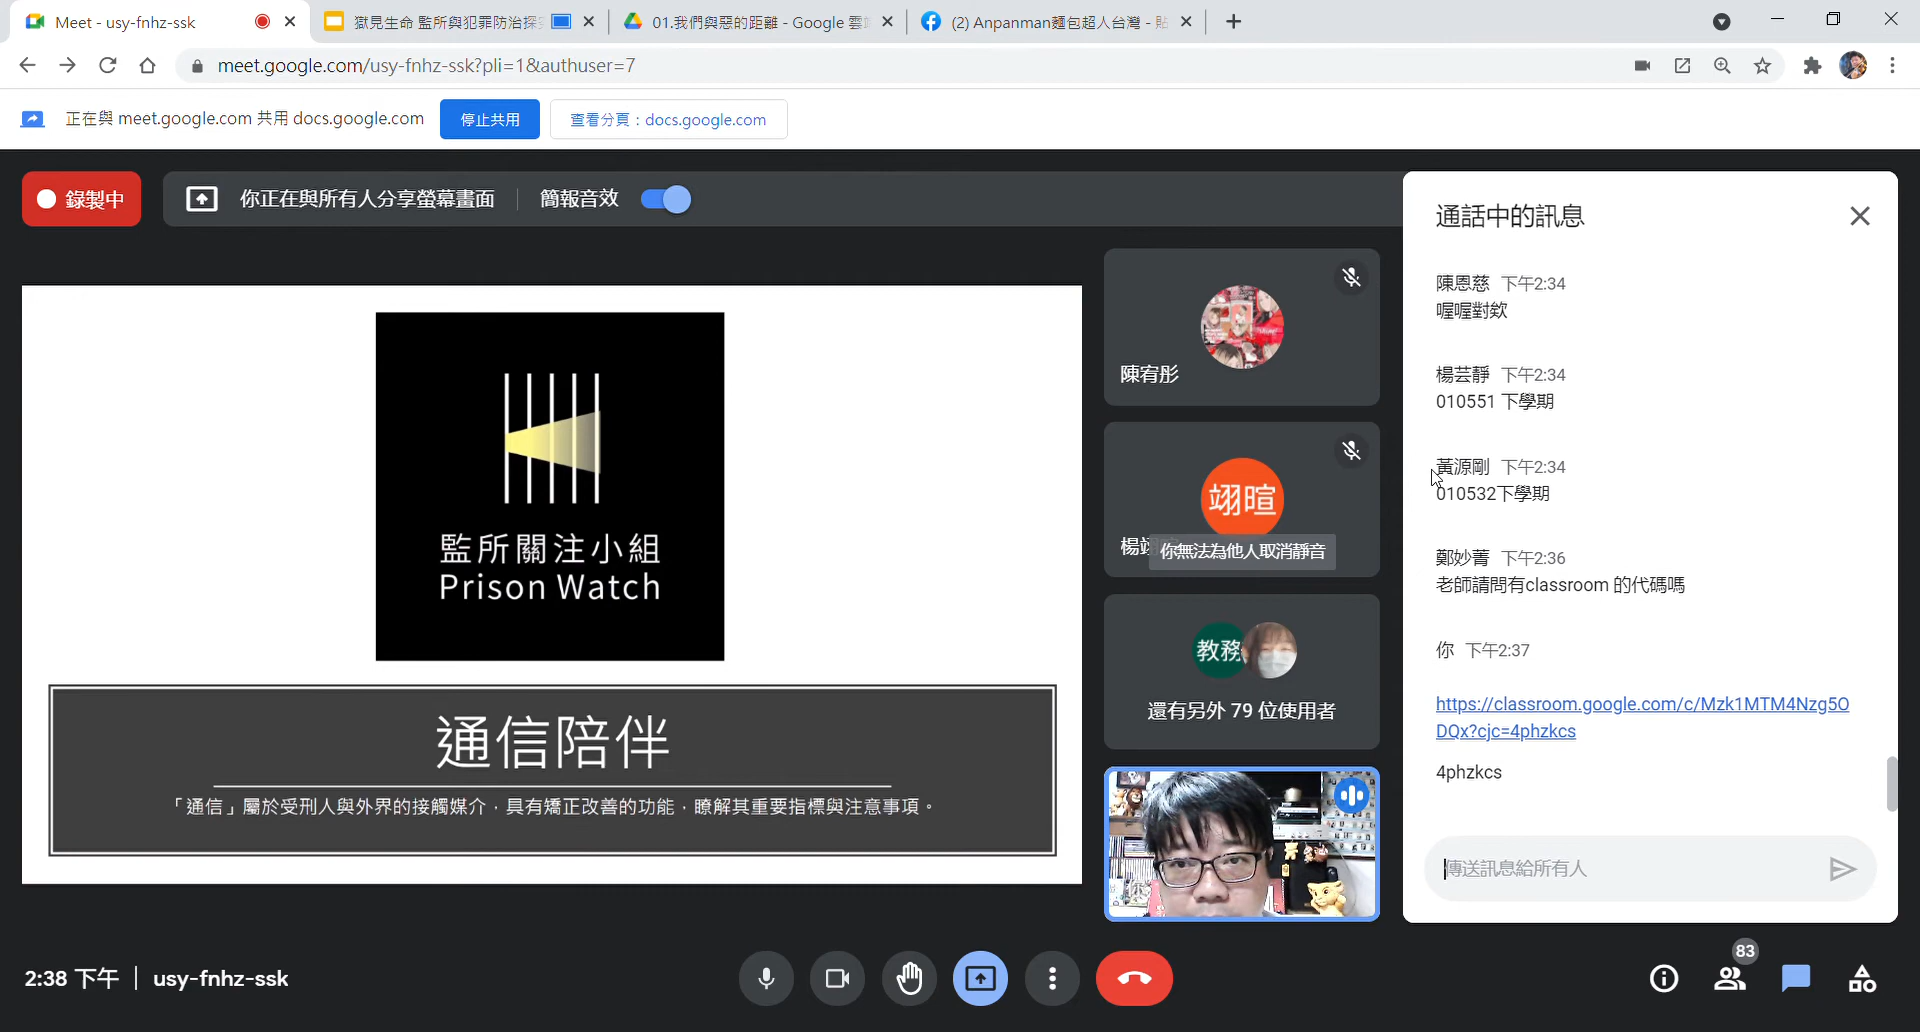 Meet - usy-fnhz-ssk
獄見生命 監所與犯罪防治探
01.我們與惡的距離 - Google 雲
(2) Anpanman麵包超人台灣 - 貼
meet.google.com/usy-fnhz-ssk?pli=1&authuser=7
正在與 meet.google.com 共用 docs.google.com
停止共用
查看分頁：docs.google.com
錄製中
你正在與所有人分享螢幕畫面
簡報音效
監所關注小組
Prison Watch
通信陪伴
「通信」屬於受刑人與外界的接觸媒介，具有矯正改善的功能，瞭解其重要指標與注意事項。
陳宥彤
翊暄
楊翊
你無法為他人取消靜音
教務
還有另外 79 位使用者
通話中的訊息
陳恩慈 下午2:34
喔喔對欸
楊芸靜 下午2:34
010551 下學期
黃源剛 下午2:34
010532下學期
鄭妙菁 下午2:36
老師請問有classroom 的代碼嗎
你 下午2:37
https://classroom.google.com/c/Mzk1MTM4Nzg5O
DQx?cjc=4phzkcs
4phzkcs
傳送訊息給所有人
2:38 下午
usy-fnhz-ssk
83